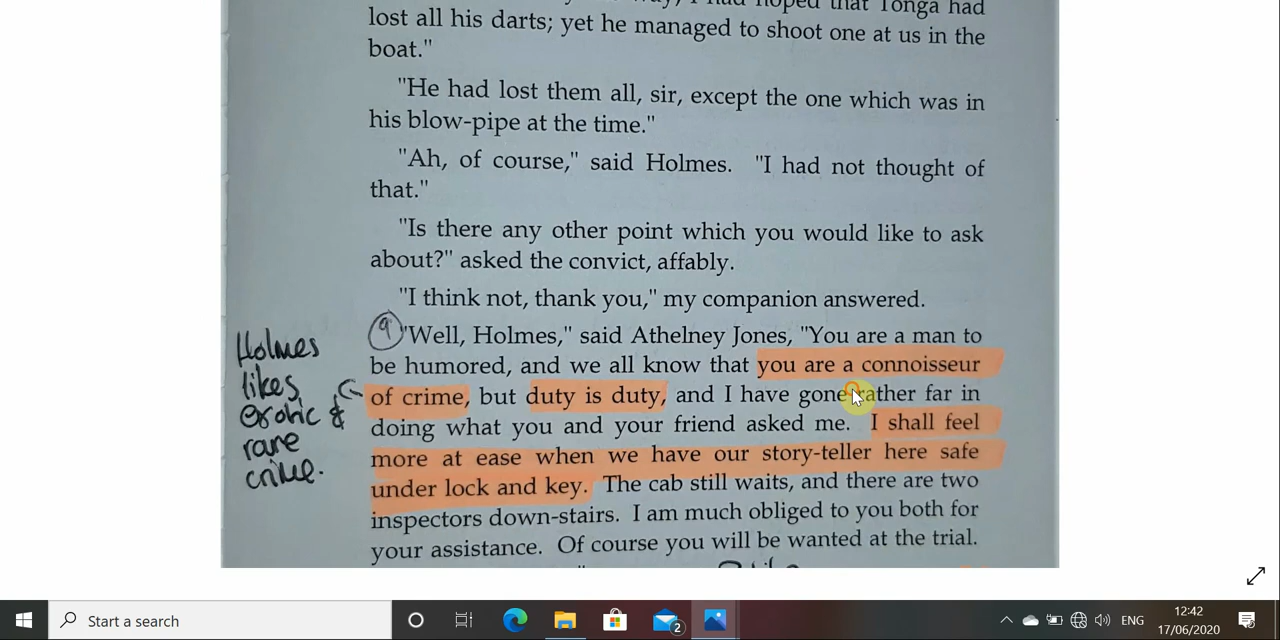 lost all his darts; yet he managed to shoot one at us in the
boat."
"He had lost them all, sir, except the one which was in
his blow-pipe at the time."
"Ah, of course," said Holmes. "I had not thought of
that."
"Is there any other point which you would like to ask
about?" asked the convict, affably.
"I think not, thank you," my companion answered.
9 "Well, Holmes," said Athelney Jones, "You are a man to
be humored, and we all know that you are a connoisseur
of crime, but duty is duty, and I have gone rather far in
doing what you and your friend asked me. I shall feel
more at ease when we have our story-teller here safe
under lock and key. The cab still waits, and there are two
inspectors down-stairs. I am much obliged to you both for
your assistance. Of course you will be wanted at the trial.
Holmes
likes
exotic &
rare
crime.
Start a search
2
ENG
12:42
17/06/2020